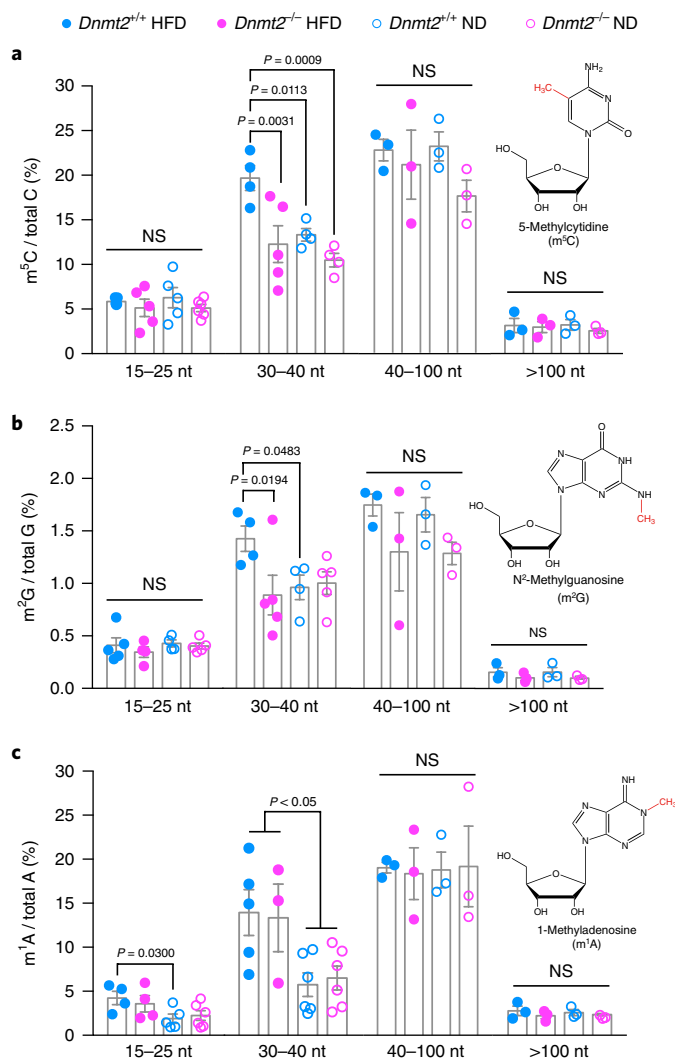 Dnmt2+/+ HFD Dnmt2–/– HFD Dnmt2+/+ ND Dnmt2–/– ND
a
m5C / total C (%)
30
25
20
15
10
5
0
NS
P = 0.0009
P = 0.0113
P = 0.0031
NS
NS
15–25 nt 30–40 nt 40–100 nt >100 nt
NH2
H3C
N
N
O
HO
O
OH OH
5-Methylcytidine
(m5C)
b
m2G / total G (%)
2.5
2.0
1.5
1.0
0.5
0.0
NS
P = 0.0483
P = 0.0194
NS
NS
15–25 nt 30–40 nt 40–100 nt >100 nt
O
N
NH
N
N
NH
CH3
HO
O
OH OH
N2-Methylguanosine
(m2G)
c
m1A / total A (%)
30
25
20
15
10
5
0
P = 0.0300
P < 0.05
NS
NS
15–25 nt 30–40 nt 40–100 nt >100 nt
NH
N
N
CH3
N
N
HO
O
OH OH
1-Methyladenosine
(m1A)